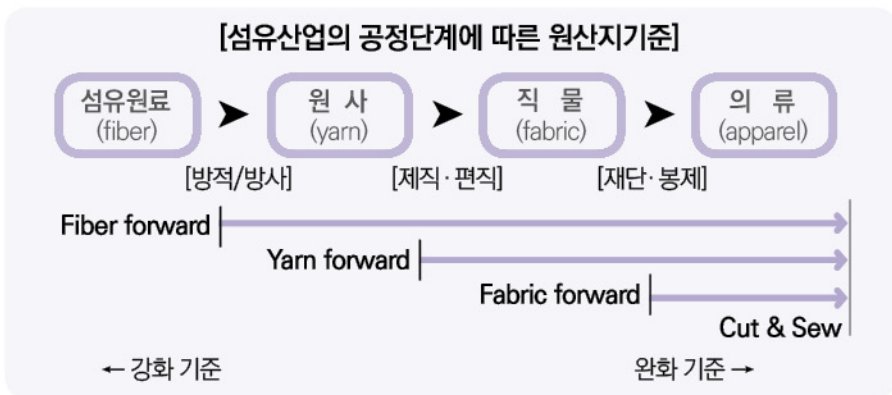 [섬유산업의 공정단계에 따른 원산지기준]
섬유원료 ➤ 원 사 ➤ 직 물 ➤ 의 류
(fiber) (yarn) (fabric) (apparel)
[방적/방사] [제직·편직] [재단·봉제]
Fiber forward
Yarn forward
Fabric forward
Cut & Sew
← 강화 기준 완화 기준 →